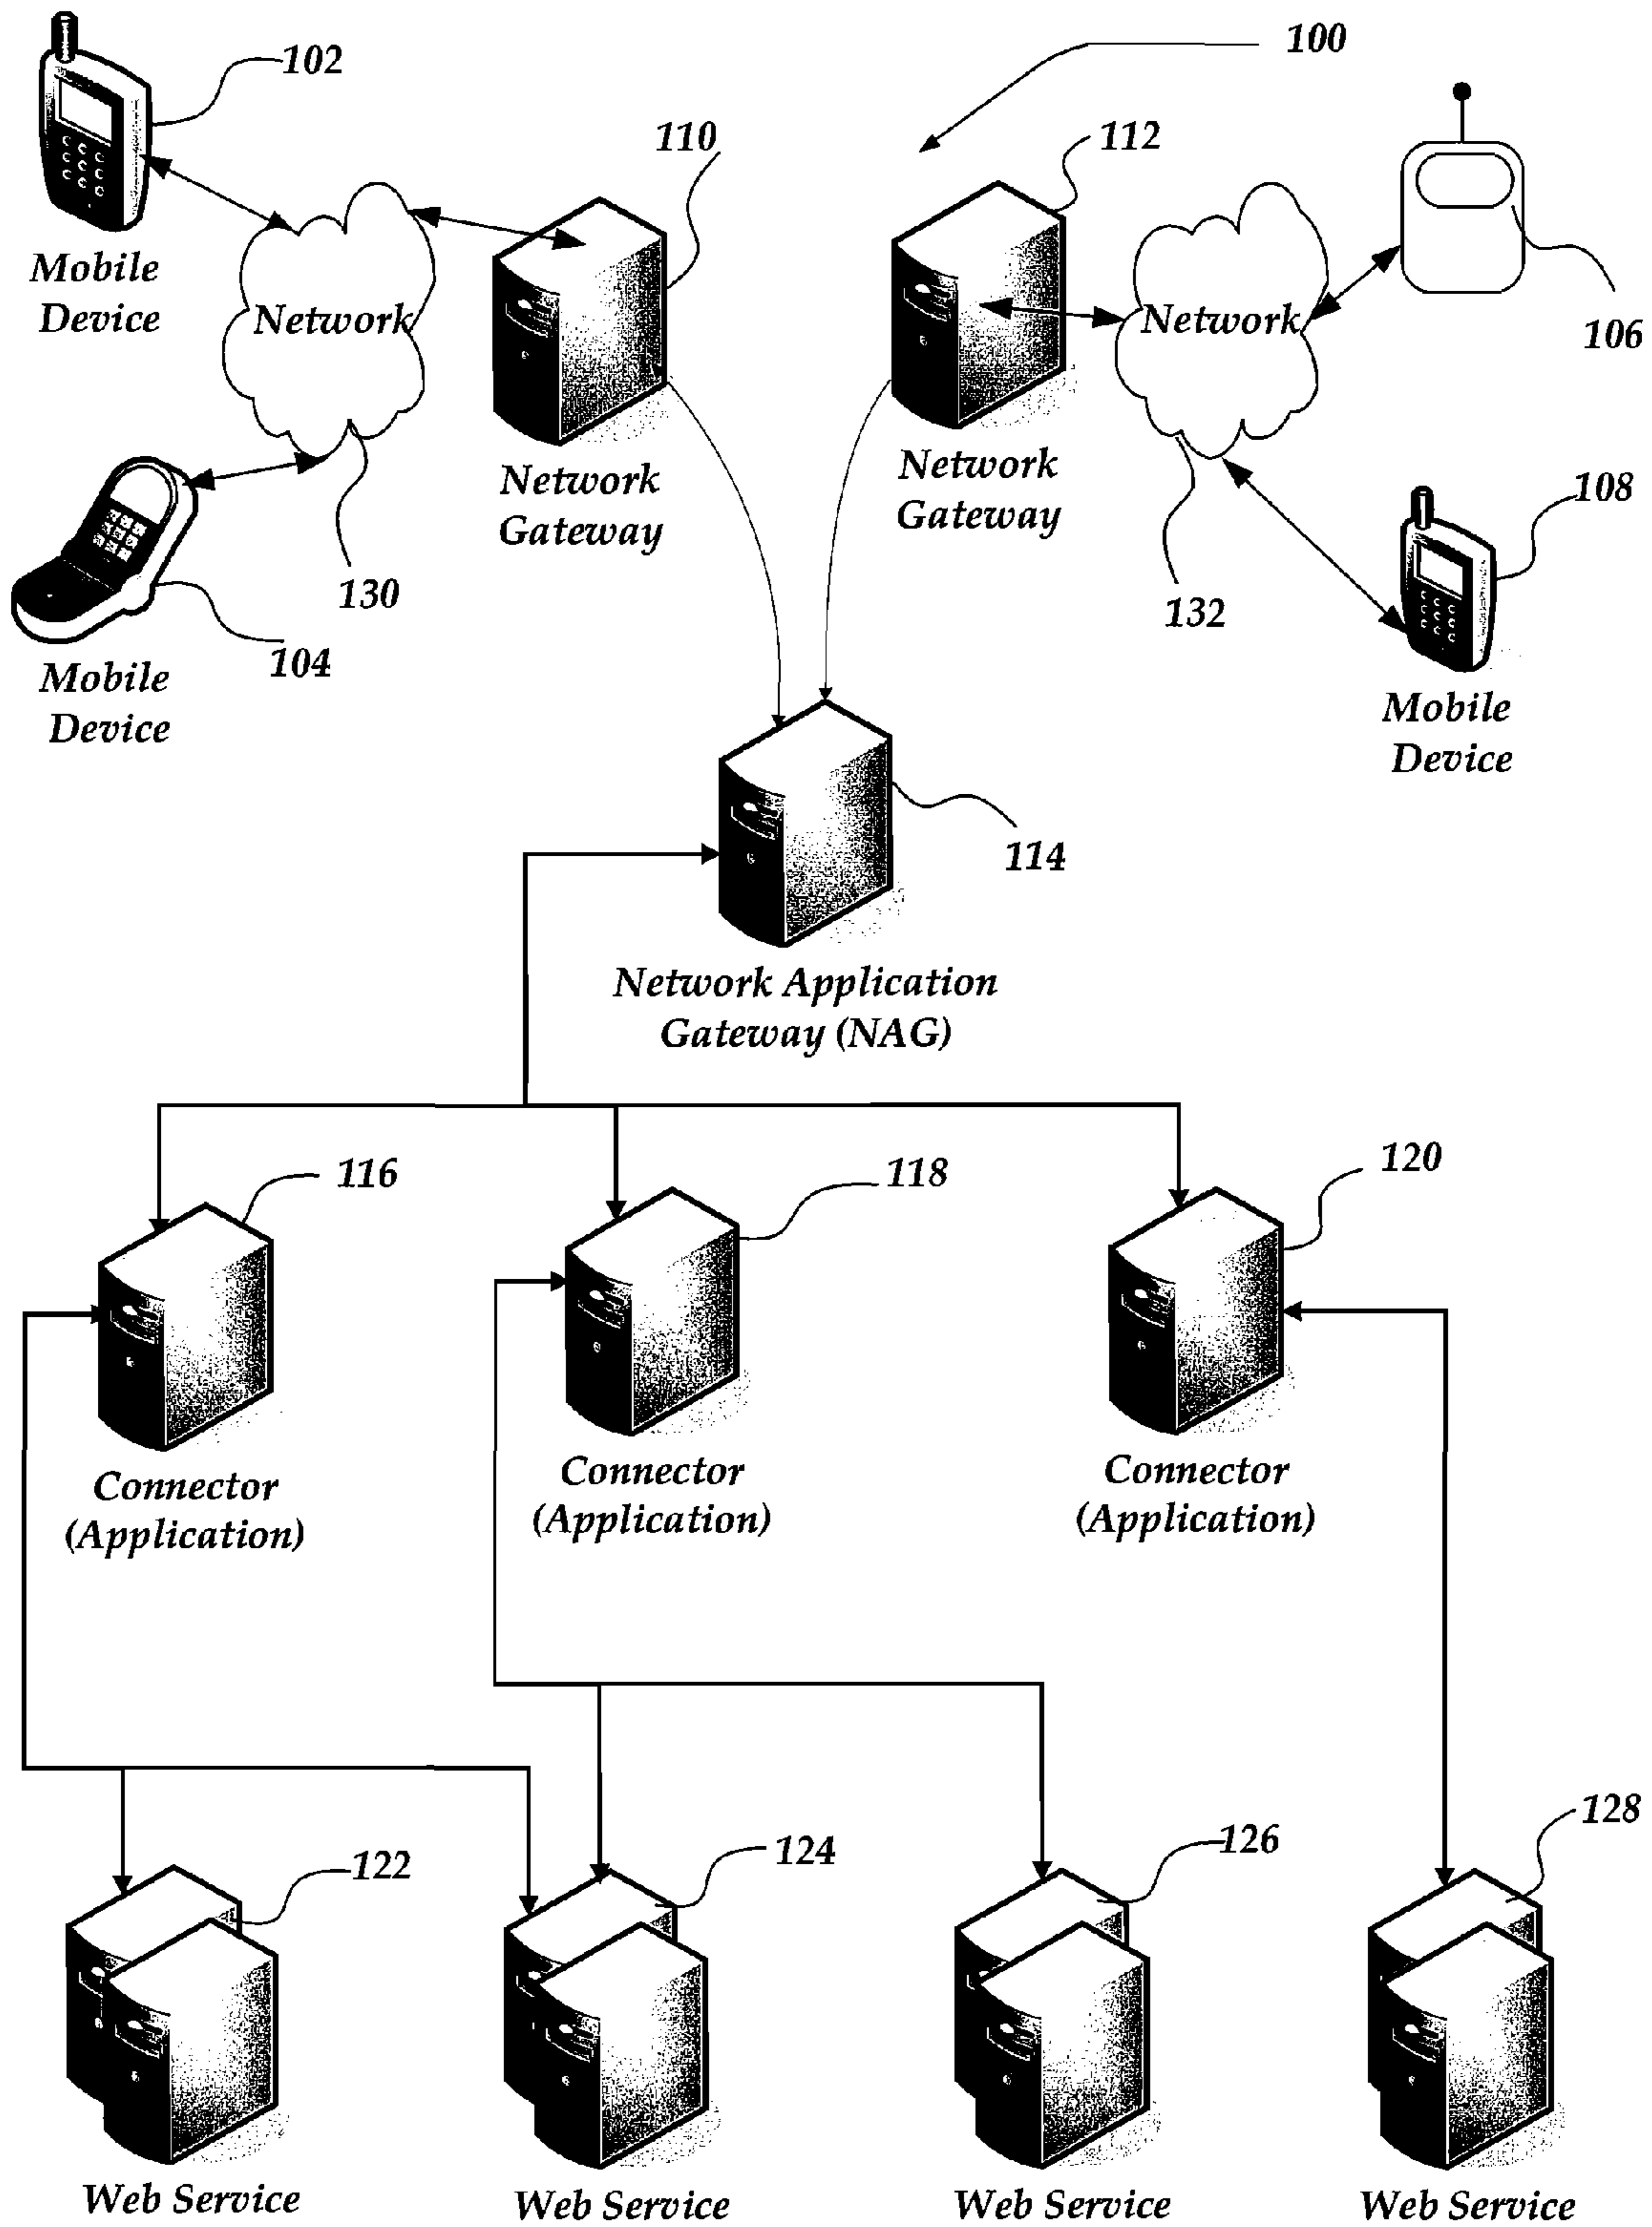 102
100
110
112
Mobile
Device
Network
Network
106
Network
Gateway
Network
Gateway
108
130
132
104
Mobile
Device
Mobile
Device
114
Network Application
Gateway (NAG)
116
118
120
Connector
(Application)
Connector
(Application)
Connector
(Application)
122
124
126
128
Web Service
Web Service
Web Service
Web Service